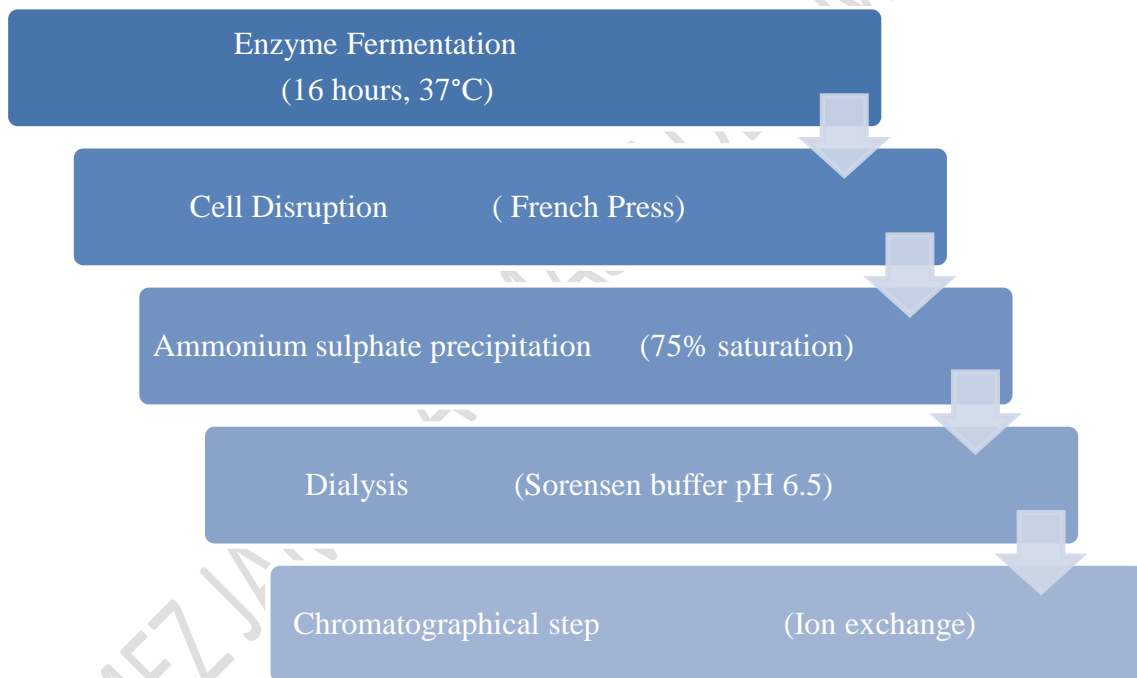 Enzyme Fermentation
(16 hours, 37°C)
Cell Disruption ( French Press)
Ammonium sulphate precipitation (75% saturation)
Dialysis (Sorensen buffer pH 6.5)
Chromatographical step (Ion exchange)